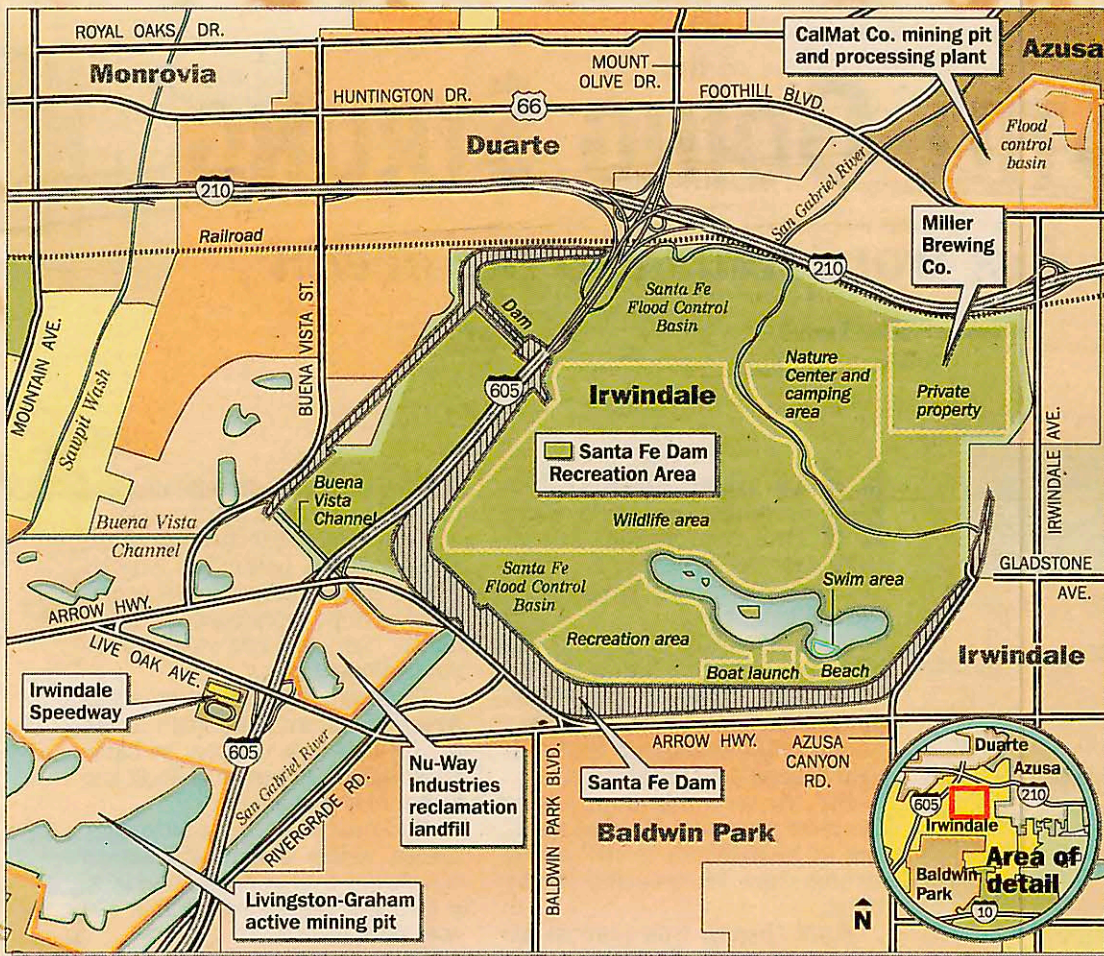 ROYAL OAKS DR.
Monrovia
MOUNT
OLIVE DR.
CalMat Co. mining pit
and processing plant
Azusa
HUNTINGTON DR.
66
FOOTHILL BLVD.
Flood
control
basin
Duarte
San Gabriel River
210
Railroad
Miller
Brewing
Co.
210
Dam
Santa Fe
Flood Control
Basin
MOUNTAIN AVE.
Sawpit Wash
BUENA VISTA ST.
605
Irwindale
Nature
Center and
camping
area
Private
property
IRWINDALE AVE.
Santa Fe Dam
Recreation Area
Buena
Vista
Channel
Wildlife area
Buena Vista
Channel
Santa Fe
Flood Control
Basin
Swim area
GLADSTONE
AVE.
ARROW HWY.
LIVE OAK AVE.
Recreation area
Boat launch
Beach
Irwindale
Irwindale
Speedway
605
San Gabriel River
RIVERGRADE RD.
Nu-Way
Industries
reclamation
landfill
BALDWIN PARK BLVD.
ARROW HWY.
AZUSA
CANYON
RD.
Santa Fe Dam
Baldwin Park
Livingston-Graham
active mining pit
N
Duarte
Azusa
605
210
Irwindale
Baldwin
Park
Area of
detail
10